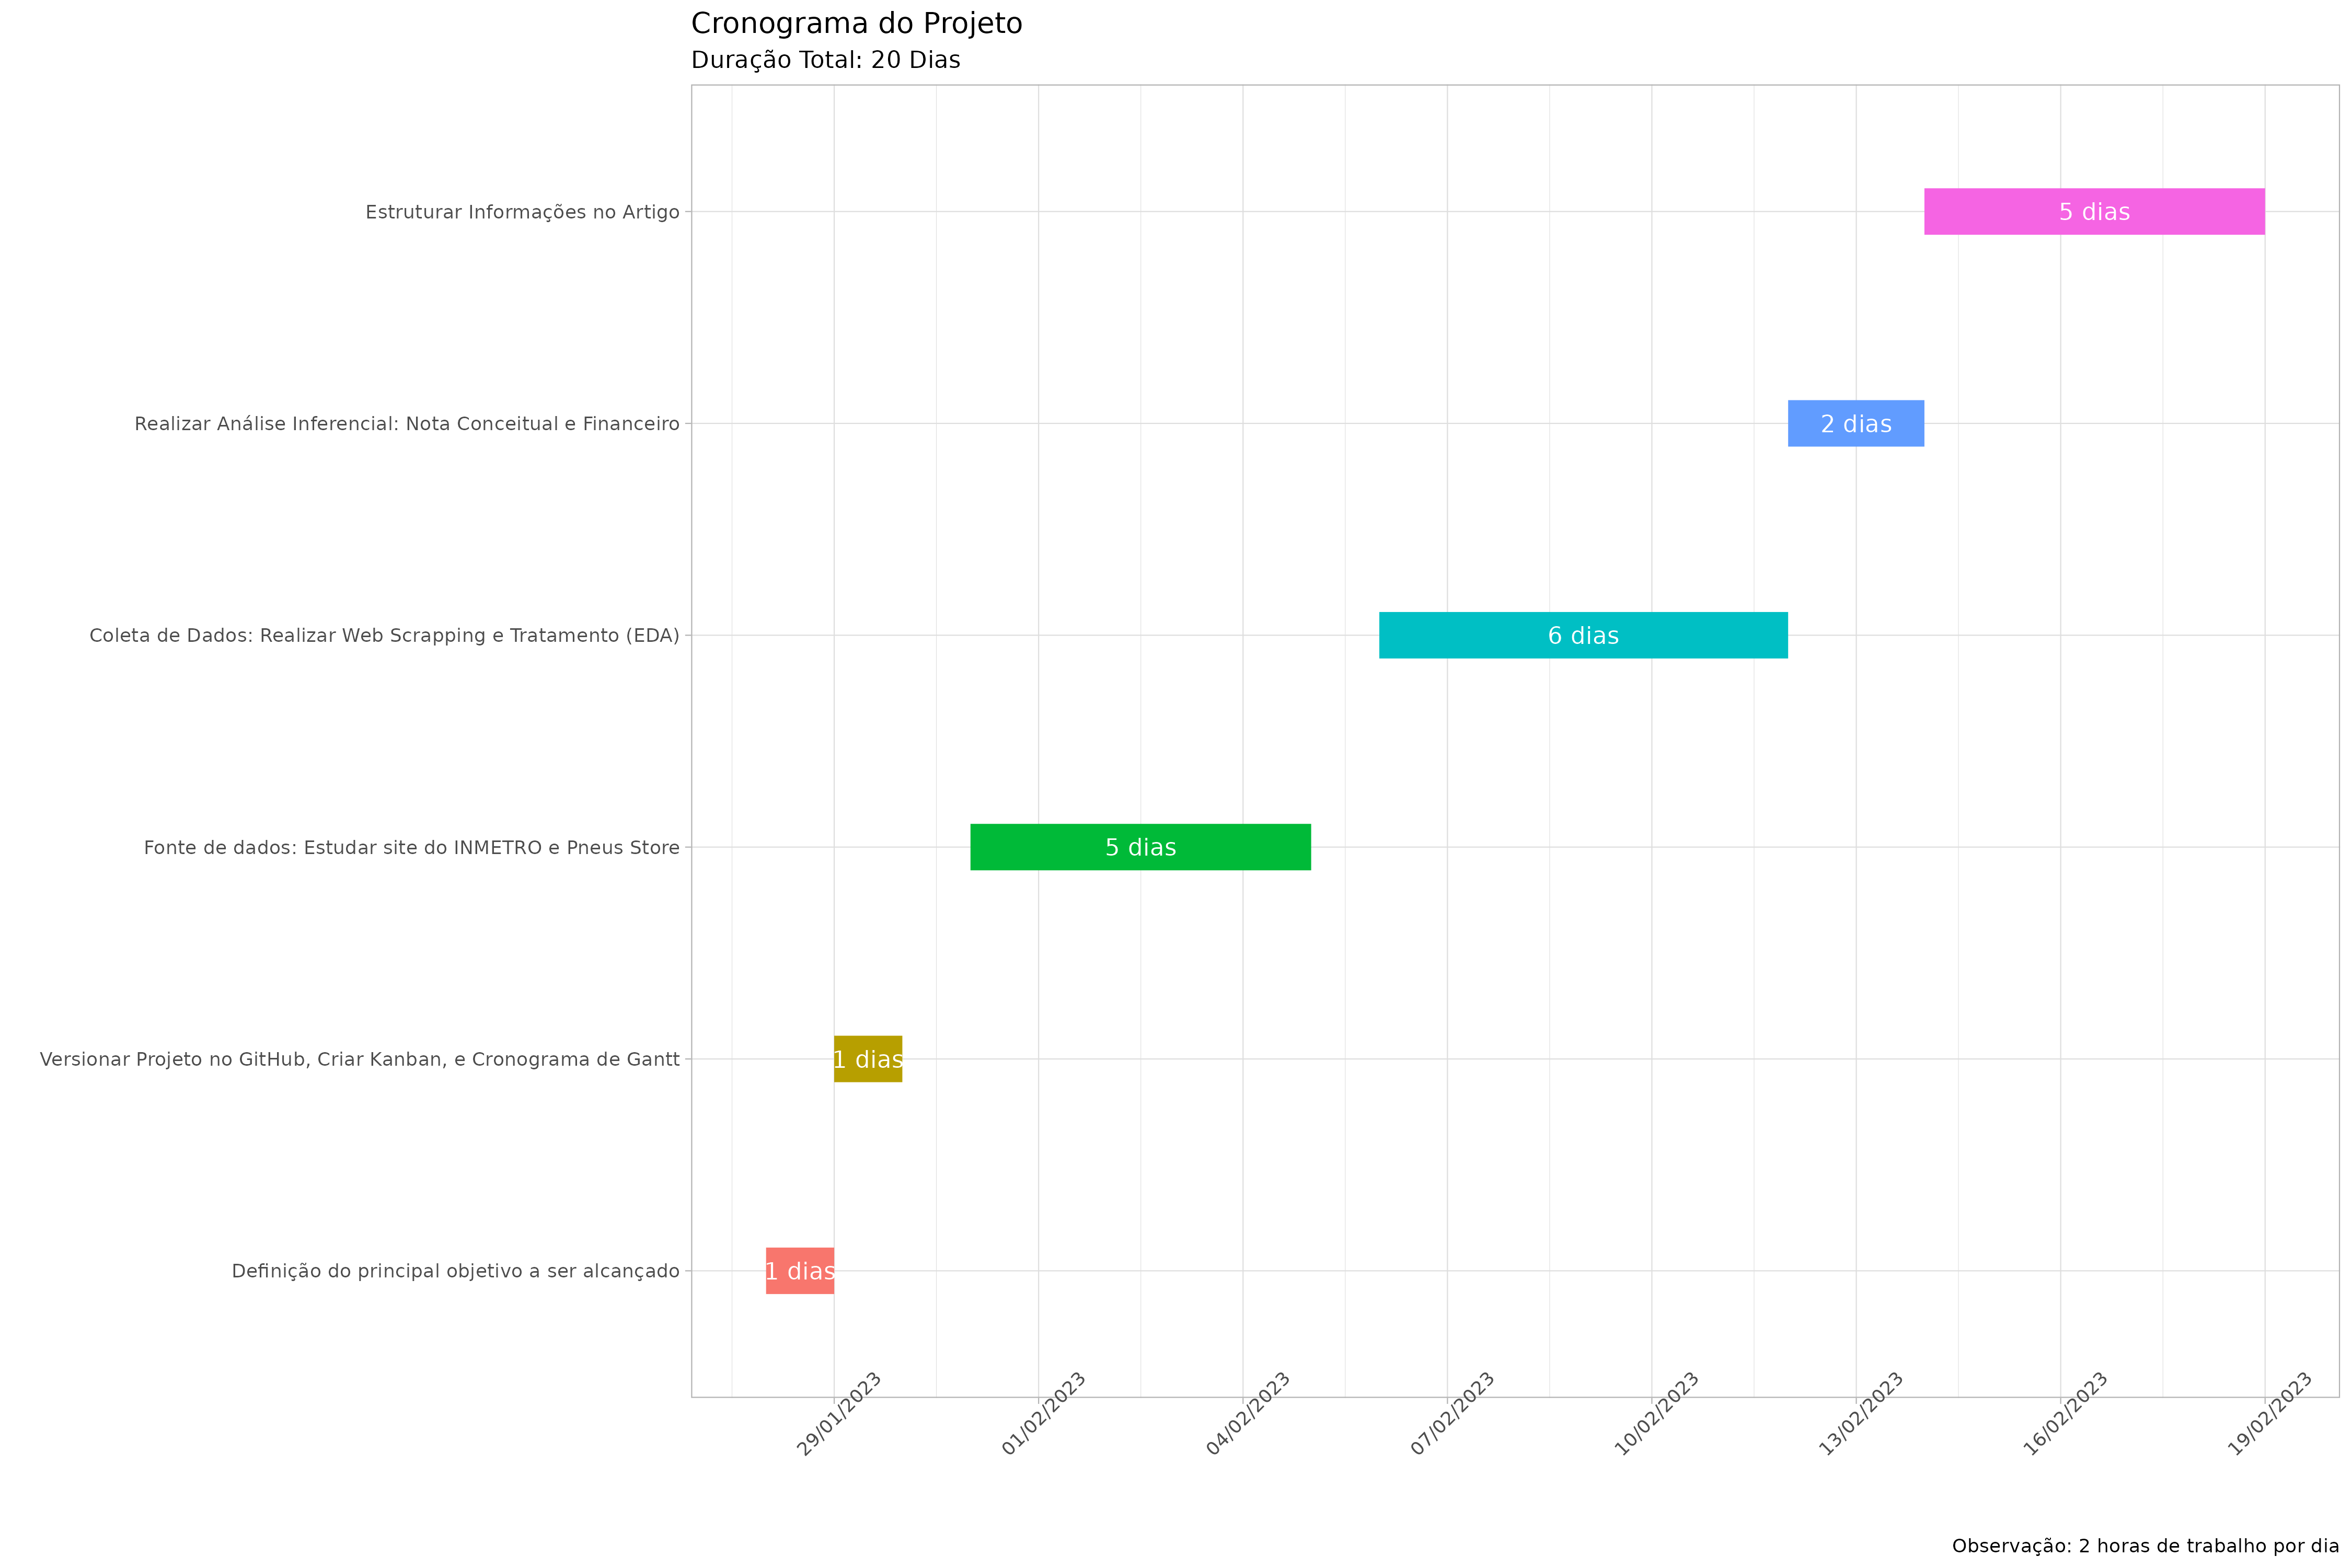 Cronograma do Projeto
Duração Total: 20 Dias
Estruturar Informações no Artigo
5 dias
Realizar Análise Inferencial: Nota Conceitual e Financeiro
2 dias
Coleta de Dados: Realizar Web Scrapping e Tratamento (EDA)
6 dias
Fonte de dados: Estudar site do INMETRO e Pneus Store
5 dias
Versionar Projeto no GitHub, Criar Kanban, e Cronograma de Gantt
1 dias
Definição do principal objetivo a ser alcançado
1 dias
29/01/2023
01/02/2023
04/02/2023
07/02/2023
10/02/2023
13/02/2023
16/02/2023
19/02/2023
Observação: 2 horas de trabalho por dia